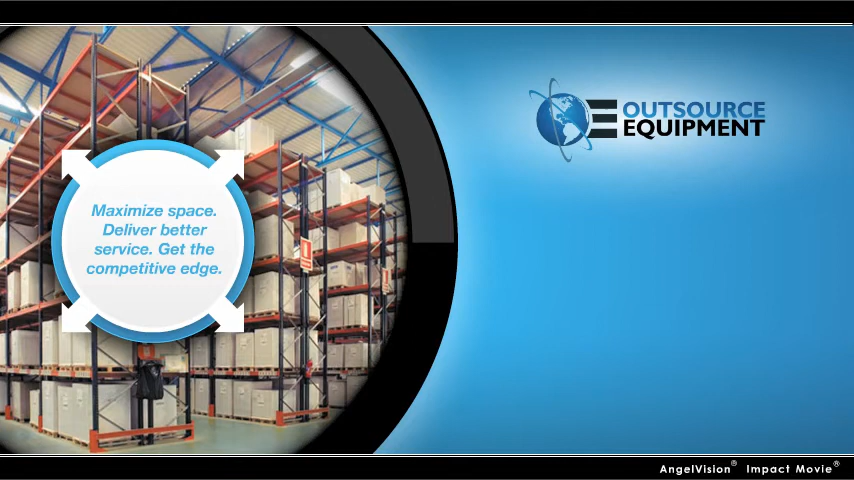 Maximize space.
Deliver better
service. Get the
competitive edge.
OUTSOURCE
EQUIPMENT
AngelVision® Impact Movie®